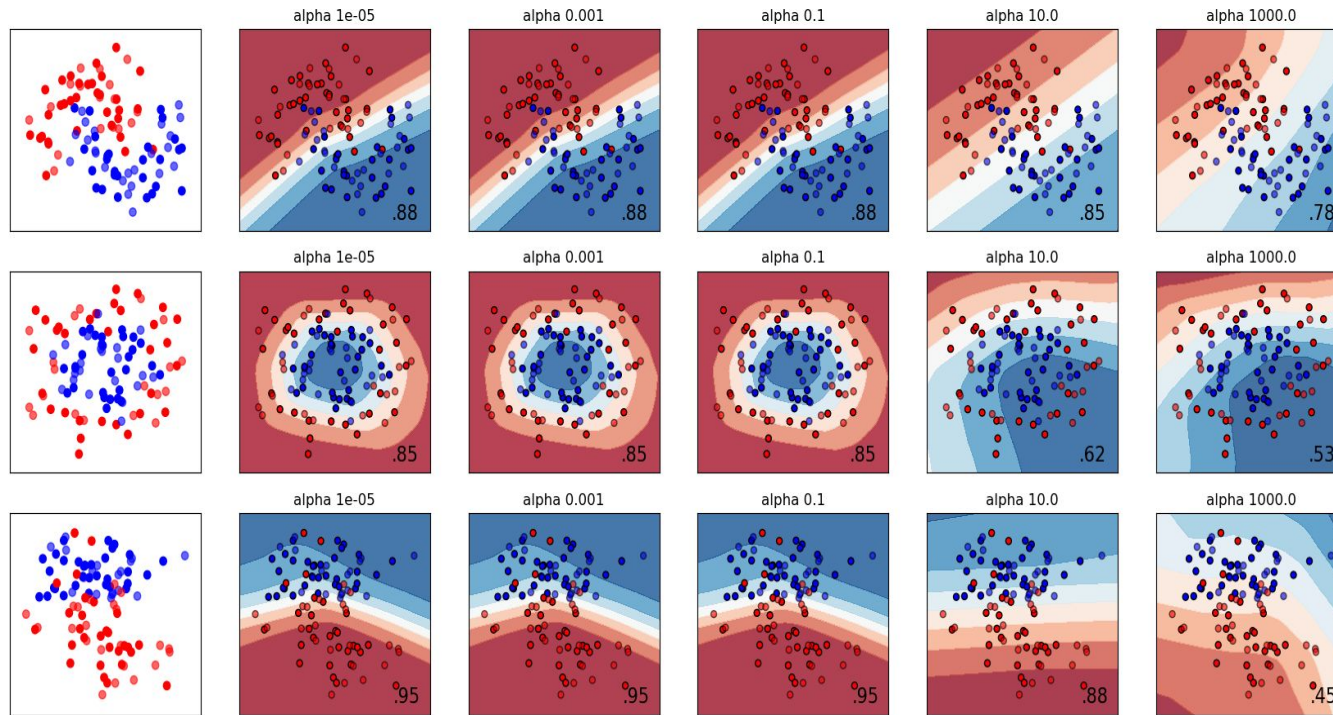 alpha 1e-05
alpha 0.001
alpha 0.1
alpha 10.0
alpha 1000.0
.88
.88
.88
.85
.78
alpha 1e-05
alpha 0.001
alpha 0.1
alpha 10.0
alpha 1000.0
.85
.85
.85
.62
.53
alpha 1e-05
alpha 0.001
alpha 0.1
alpha 10.0
alpha 1000.0
.95
.95
.95
.88
.45